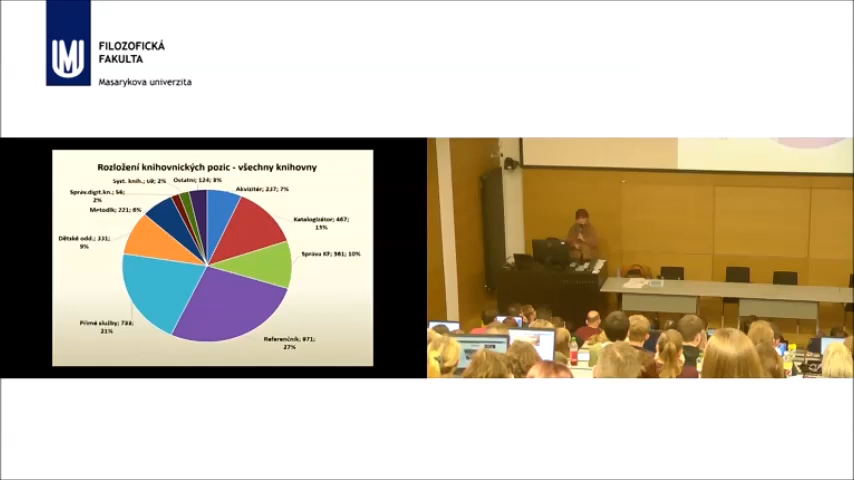 FILOZOFICKÁ
FAKULTA
Masarykova univerzita
Rozložení knihovnických pozic - všechny knihovny
Syst. knih.; 69; 2%
Ostatní; 124; 3%
Akvizitér; 237; 7%
Správ.digit.kn.; 54;
2%
Metodik; 221; 6%
Katalogizátor; 467;
13%
Dětské odd.; 331;
9%
Správa KF; 361; 10%
Přímé služby; 733;
21%
Referenčník; 971;
27%